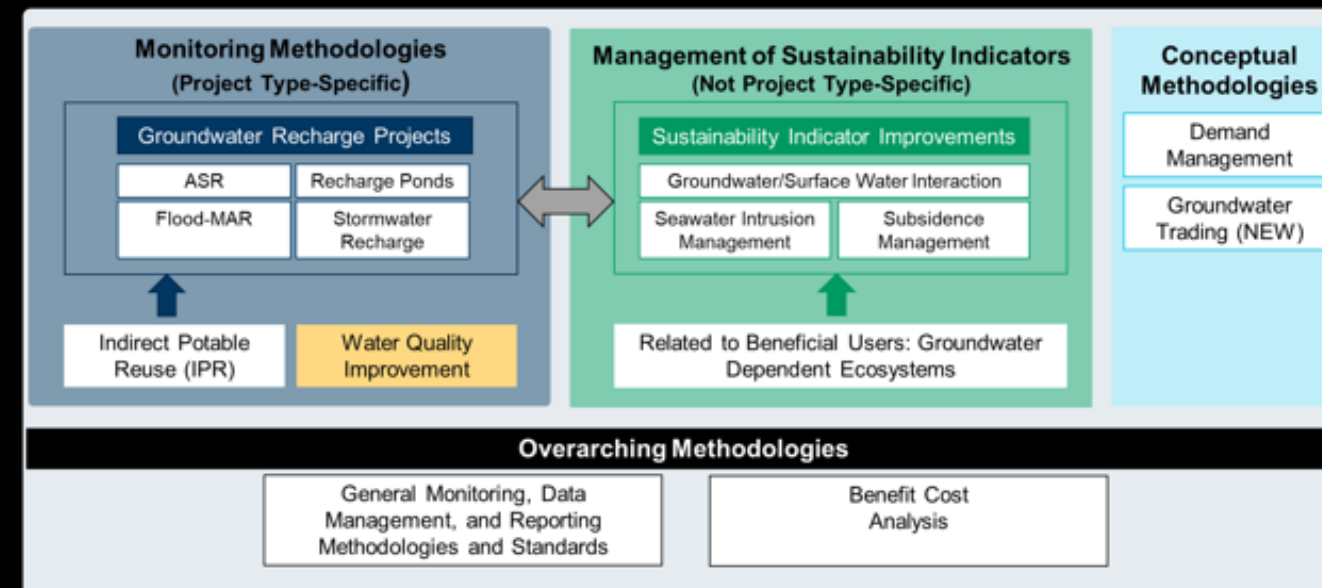 Monitoring Methodologies
(Project Type-Specific)
Groundwater Recharge Projects
ASR
Recharge Ponds
Flood-MAR
Stormwater
Recharge
Indirect Potable
Reuse (IPR)
Water Quality
Improvement
Management of Sustainability Indicators
(Not Project Type-Specific)
Sustainability Indicator Improvements
Groundwater/Surface Water Interaction
Seawater Intrusion
Management
Subsidence
Management
Related to Beneficial Users: Groundwater
Dependent Ecosystems
Conceptual
Methodologies
Demand
Management
Groundwater
Trading (NEW)
Overarching Methodologies
General Monitoring, Data
Management, and Reporting
Methodologies and Standards
Benefit Cost
Analysis